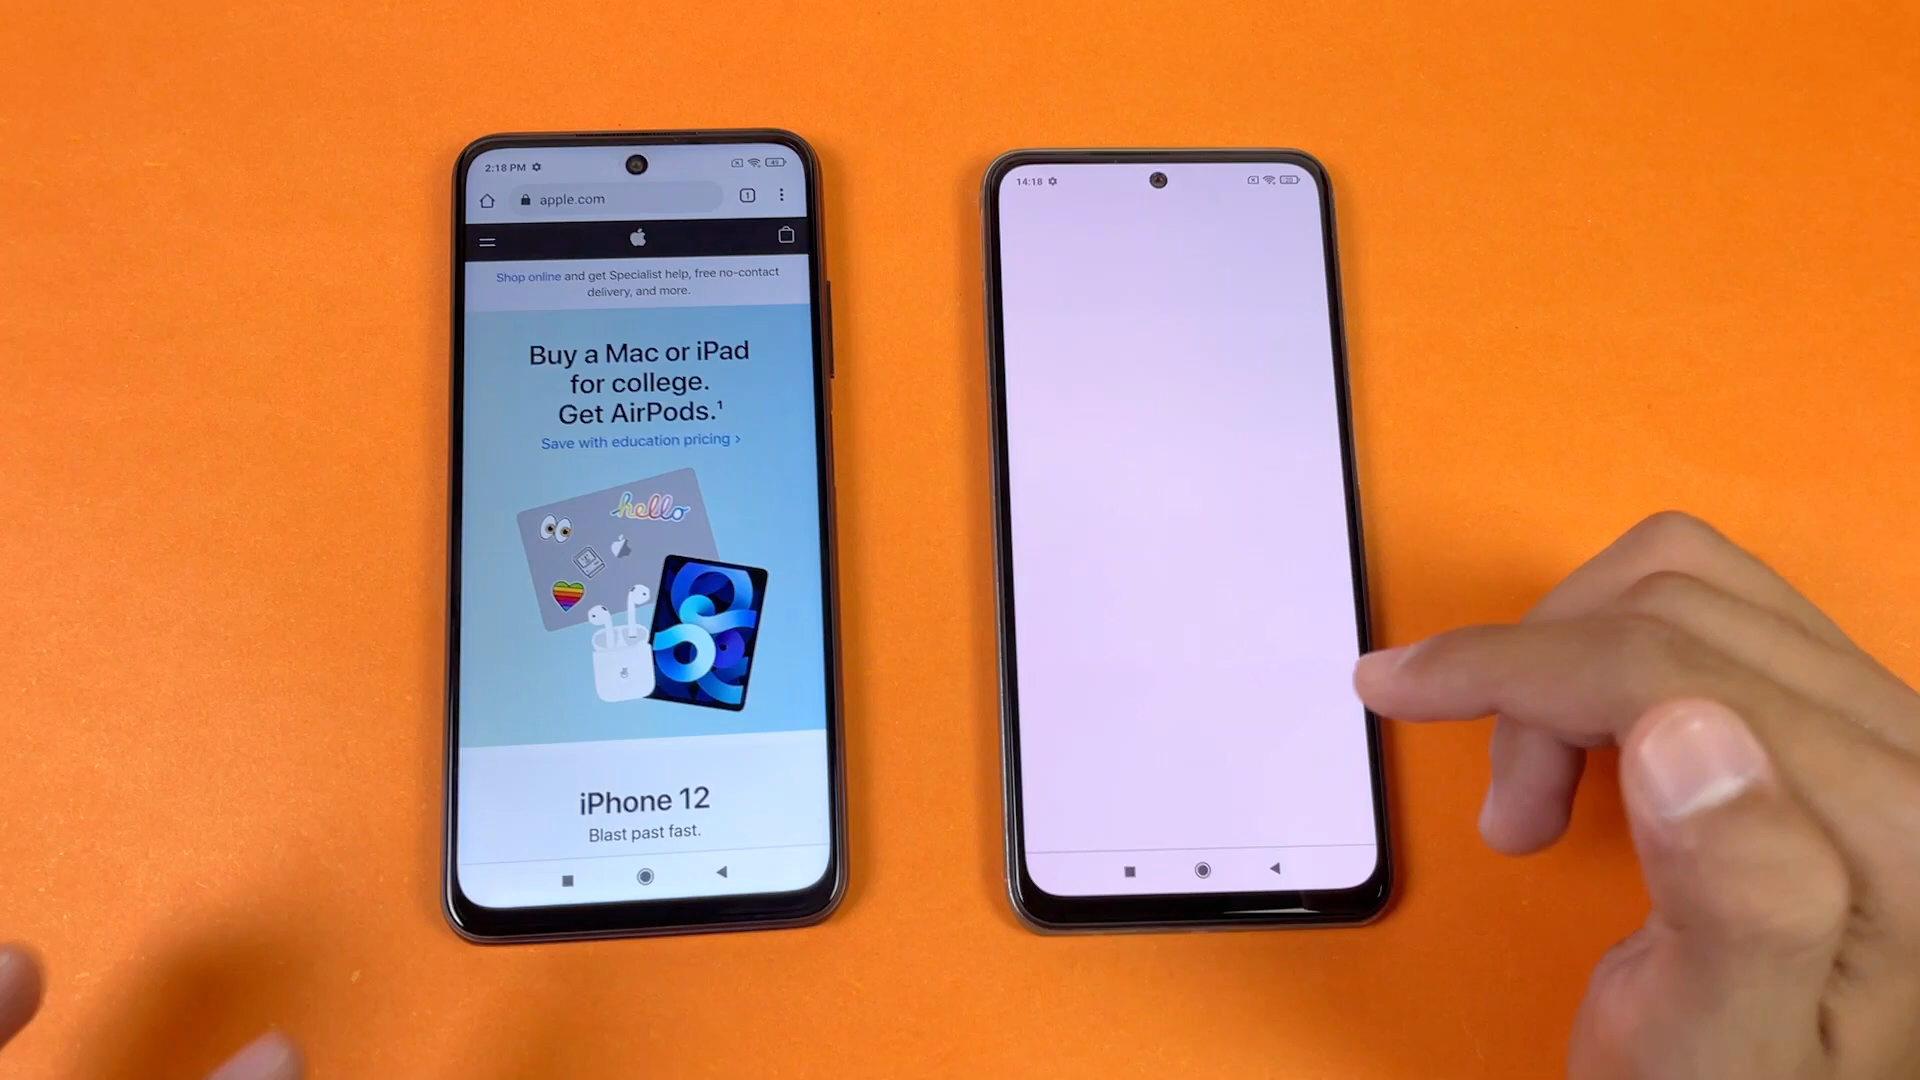 2:18 PM
49
1
apple.com
Shop online and get Specialist help, free no-contact
delivery, and more.
Buy a Mac or iPad
for college.
Get AirPods.¹
Save with education pricing >
hello
iPhone 12
Blast past fast.
14:18